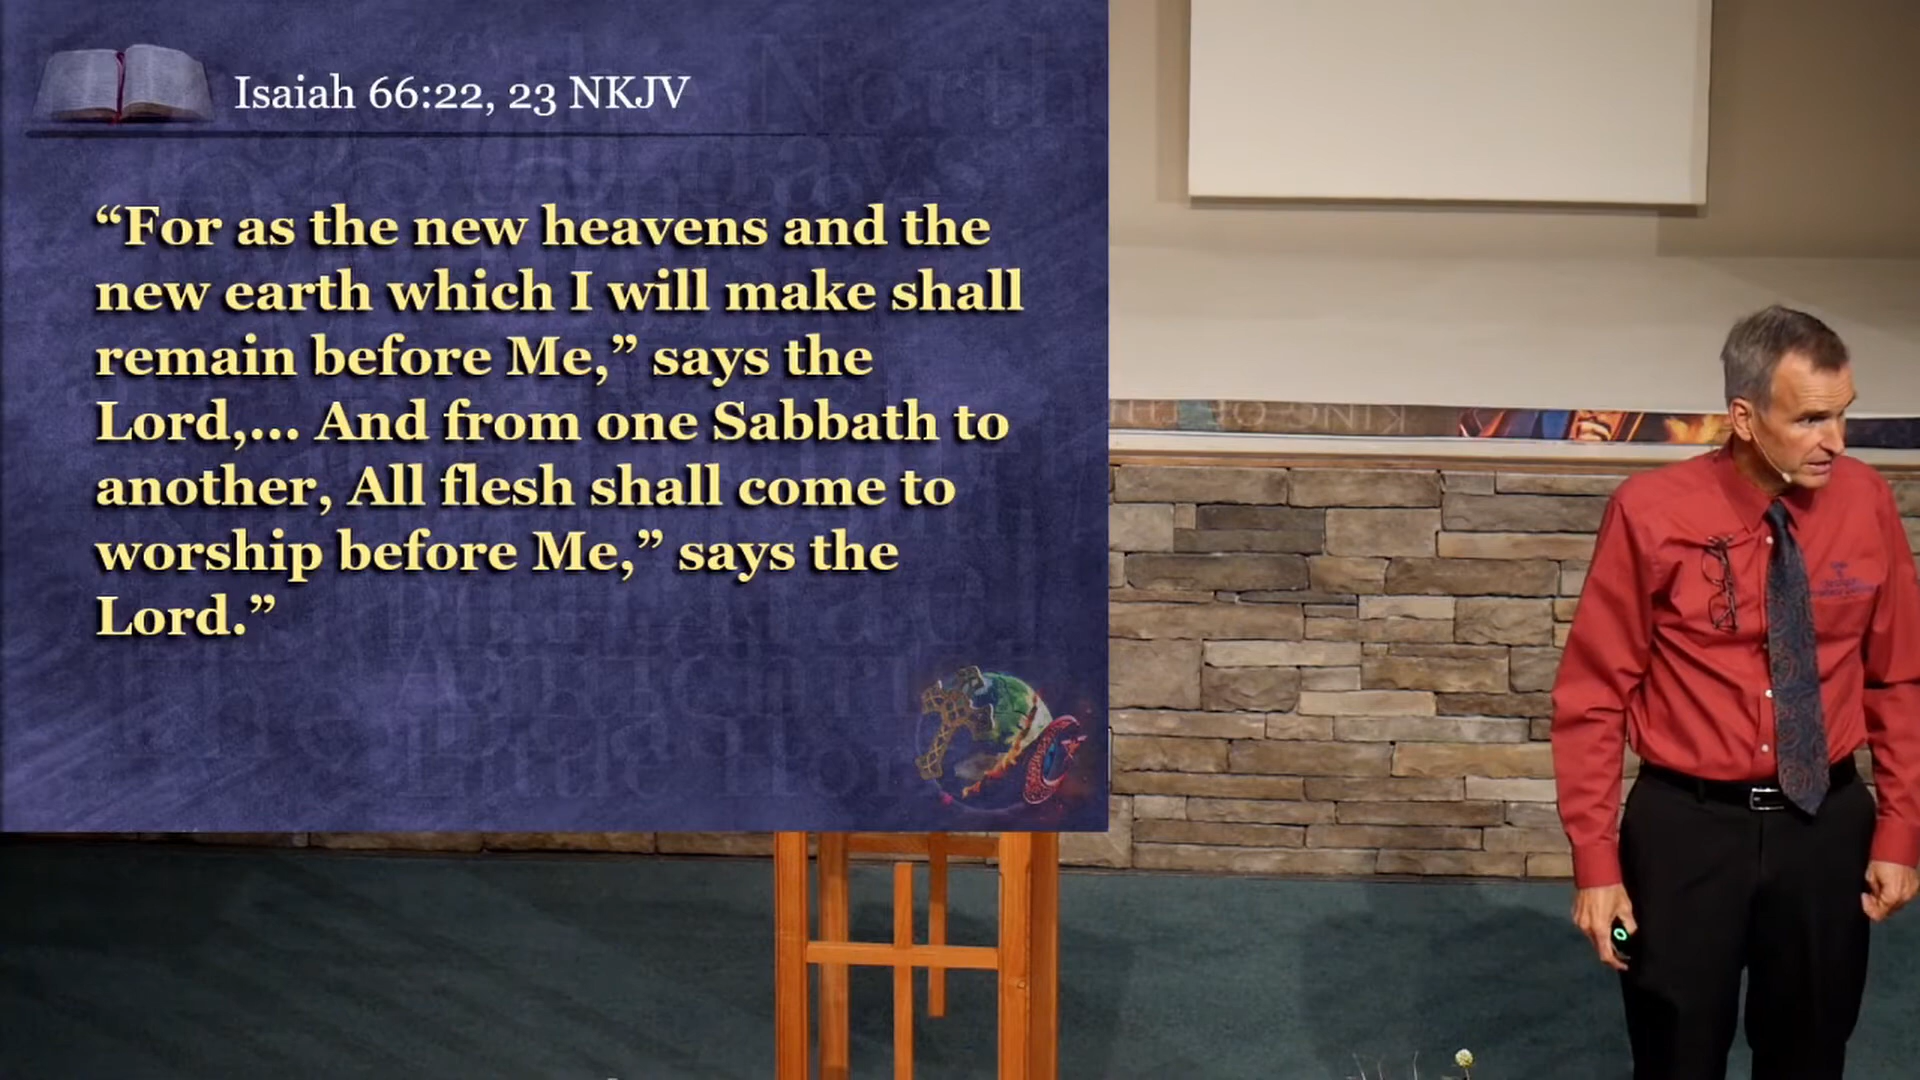 Isaiah 66:22, 23 NKJV
“For as the new heavens and the
new earth which I will make shall
remain before Me,” says the
Lord,... And from one Sabbath to
another, All flesh shall come to
worship before Me,” says the
Lord.”
KING OF